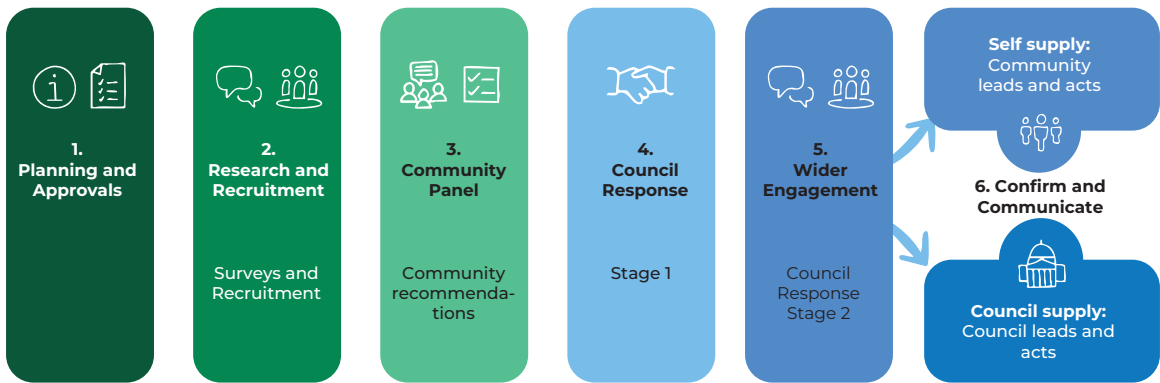 1.
Planning and
Approvals
2.
Research and
Recruitment
Surveys and
Recruitment
3.
Community
Panel
Community
recommenda-
tions
4.
Council
Response
Stage 1
5.
Wider
Engagement
Council
Response
Stage 2
Self supply:
Community
leads and acts
6. Confirm and
Communicate
Council supply:
Council leads and
acts